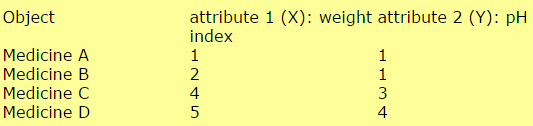 Object attribute 1 (X): weight attribute 2 (Y): pH
index
Medicine A 1 1
Medicine B 2 1
Medicine C 4 3
Medicine D 5 4